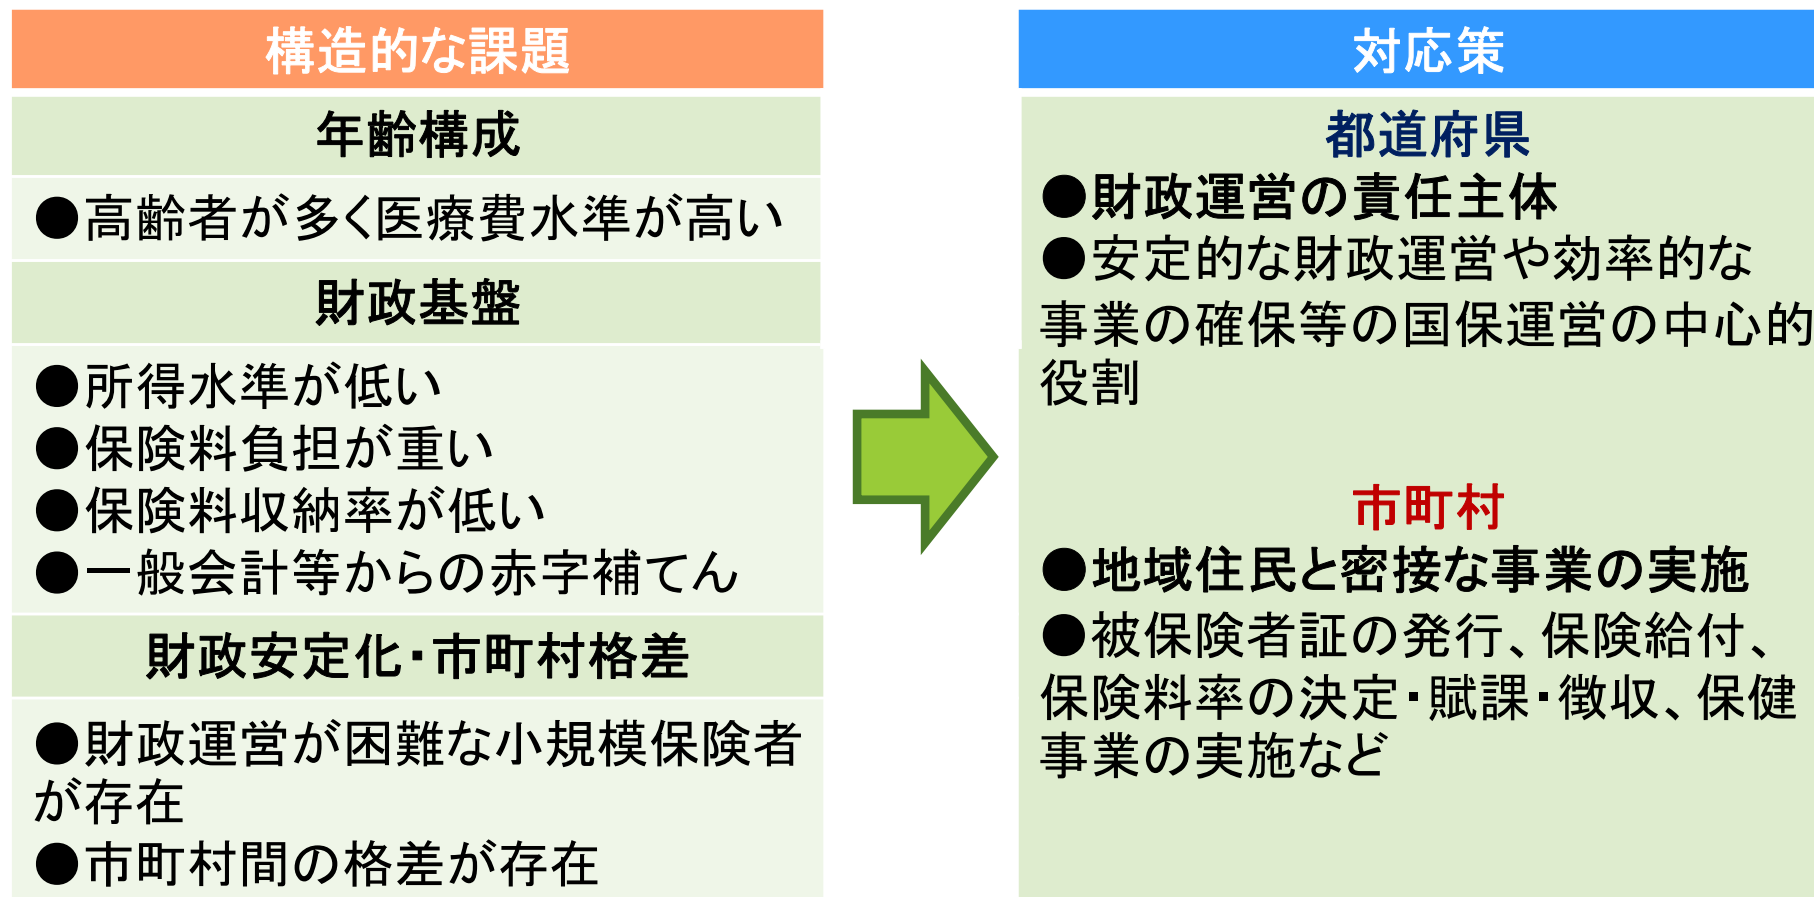 構造的な課題
年齢構成
●高齢者が多く医療費水準が高い
財政基盤
●所得水準が低い
●保険料負担が重い
●保険料収納率が低い
●一般会計等からの赤字補てん
財政安定化・市町村格差
●財政運営が困難な小規模保険者
が存在
●市町村間の格差が存在
対応策
都道府県
●財政運営の責任主体
●安定的な財政運営や効率的な
事業の確保等の国保運営の中心的
役割
市町村
●地域住民と密接な事業の実施
●被保険者証の発行、保険給付、
保険料率の決定・賦課・徴収、保健
事業の実施など